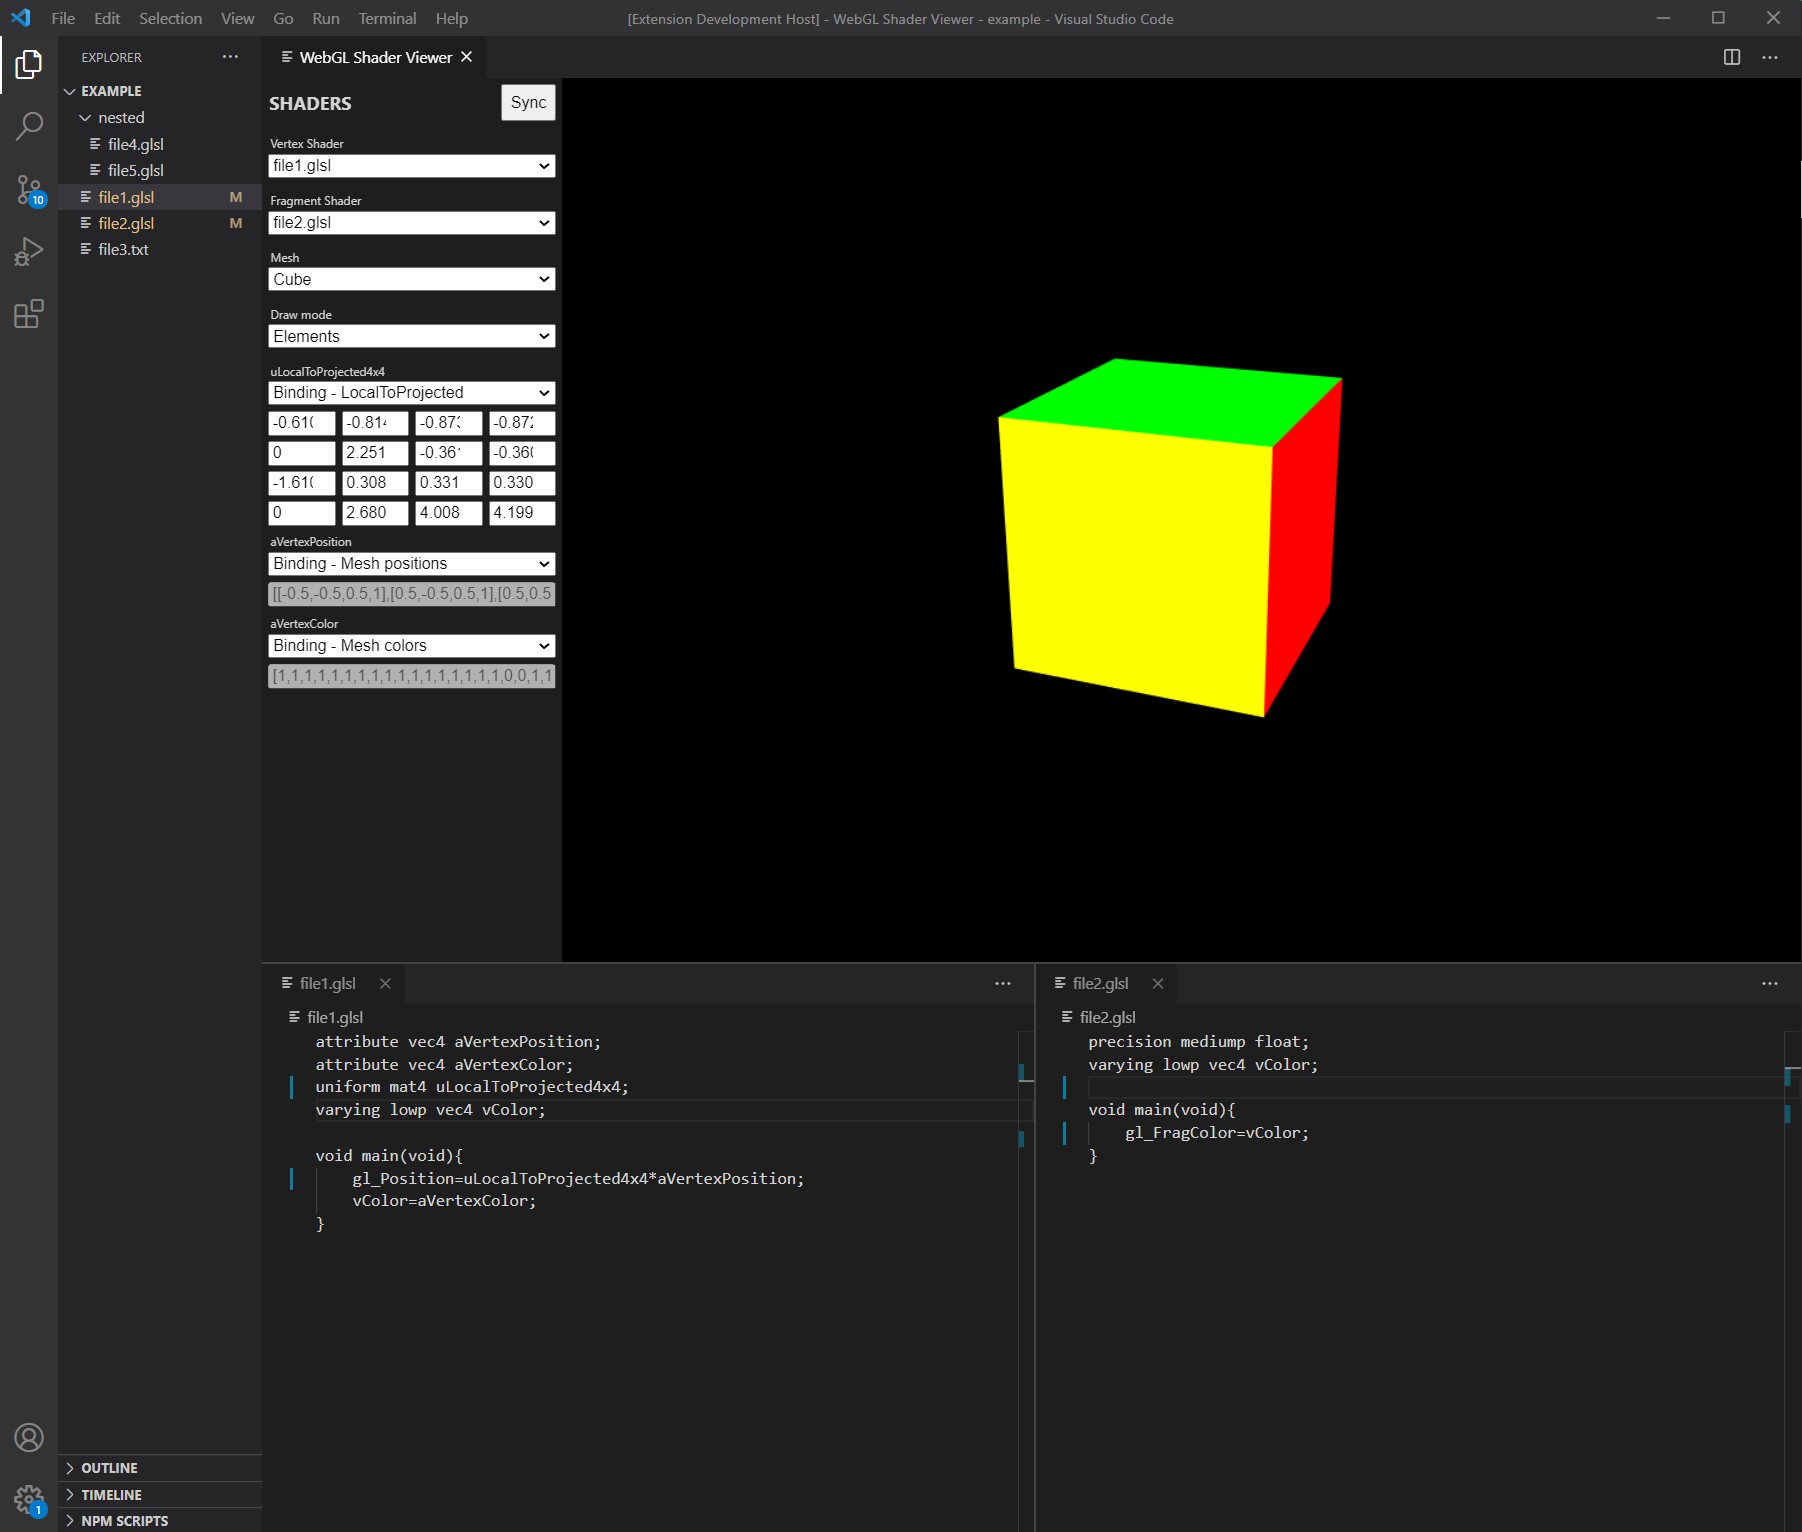 File Edit Selection View Go Run Terminal Help [Extension Development Host] - WebGL Shader Viewer - example - Visual Studio Code
EXPLORER
EXAMPLE
nested
file4.glsl
file5.glsl
file1.glsl M
file2.glsl M
file3.txt
10
OUTLINE
TIMELINE
NPM SCRIPTS
1
WebGL Shader Viewer
SHADERS Sync
Vertex Shader
file1.glsl
Fragment Shader
file2.glsl
Mesh
Cube
Draw mode
Elements
uLocalToProjected4x4
Binding - LocalToProjected
-0.610 -0.814 -0.873 -0.872
0 2.251 -0.361 -0.360
-1.610 0.308 0.331 0.330
0 2.680 4.008 4.199
aVertexPosition
Binding - Mesh positions
[[-0.5,-0.5,0.5,1],[0.5,-0.5,0.5,1],[0.5,0.5
aVertexColor
Binding - Mesh colors
[1,1,1,1,1,1,1,1,1,1,1,1,1,1,1,1,1,0,0,1,1
file1.glsl
file1.glsl
attribute vec4 aVertexPosition;
attribute vec4 aVertexColor;
uniform mat4 uLocalToProjected4x4;
varying lowp vec4 vColor;
void main(void){
gl_Position=uLocalToProjected4x4*aVertexPosition;
vColor=aVertexColor;
}
file2.glsl
file2.glsl
precision mediump float;
varying lowp vec4 vColor;
void main(void){
gl_FragColor=vColor;
}